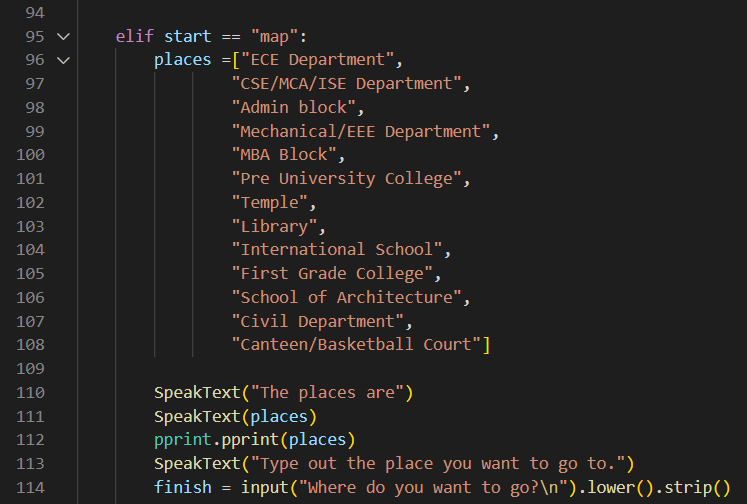 94
95 elif start == "map":
96 places =["ECE Department",
97 "CSE/MCA/ISE Department",
98 "Admin block",
99 "Mechanical/EEE Department",
100 "MBA Block",
101 "Pre University College",
102 "Temple",
103 "Library",
104 "International School",
105 "First Grade College",
106 "School of Architecture",
107 "Civil Department",
108 "Canteen/Basketball Court"]
109
110 SpeakText("The places are")
111 SpeakText(places)
112 pprint.pprint(places)
113 SpeakText("Type out the place you want to go to.")
114 finish = input("Where do you want to go?\n").lower().strip()